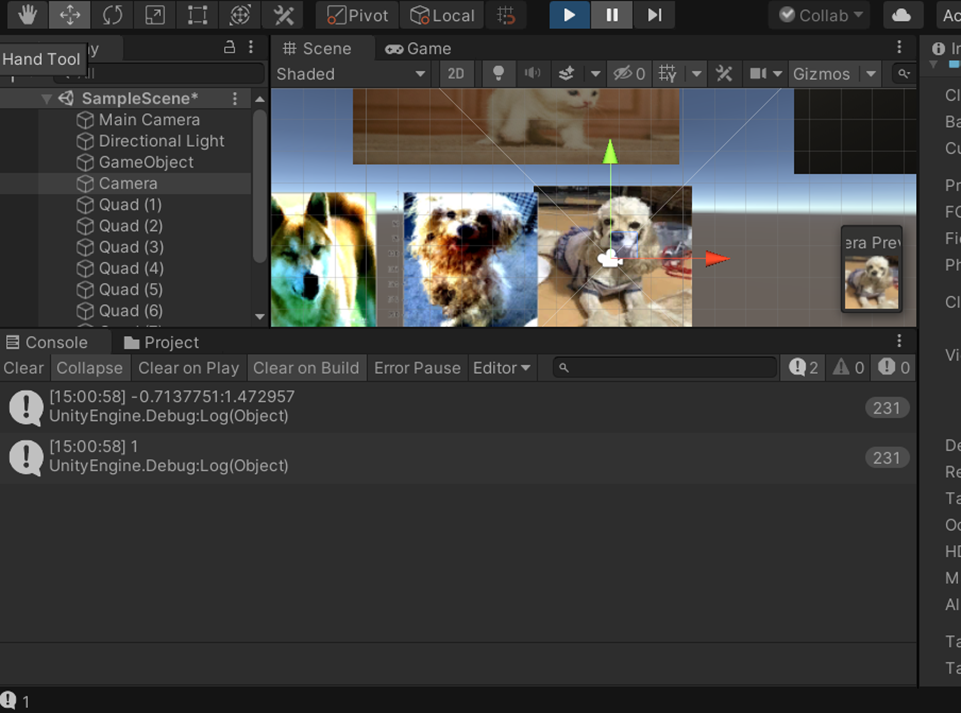 Pivot
Local
Collab
Ac
Hand Tool
Scene
Game
In
Shaded
2D
0
Gizmos
SampleScene*
Main Camera
Directional Light
GameObject
Camera
Quad (1)
Quad (2)
Quad (3)
Quad (4)
Quad (5)
Quad (6)
era Prev
Cl
Ba
Cu
Pr
FO
Fie
Ph
Cl
Vi
De
Re
Ta
Oc
HD
M
Al
Ta
Ta
Console
Project
Clear
Collapse
Clear on Play
Clear on Build
Error Pause
Editor
2
0
0
[15:00:58] -0.7137751:1.472957
UnityEngine.Debug:Log(Object)
231
[15:00:58] 1
UnityEngine.Debug:Log(Object)
231
1